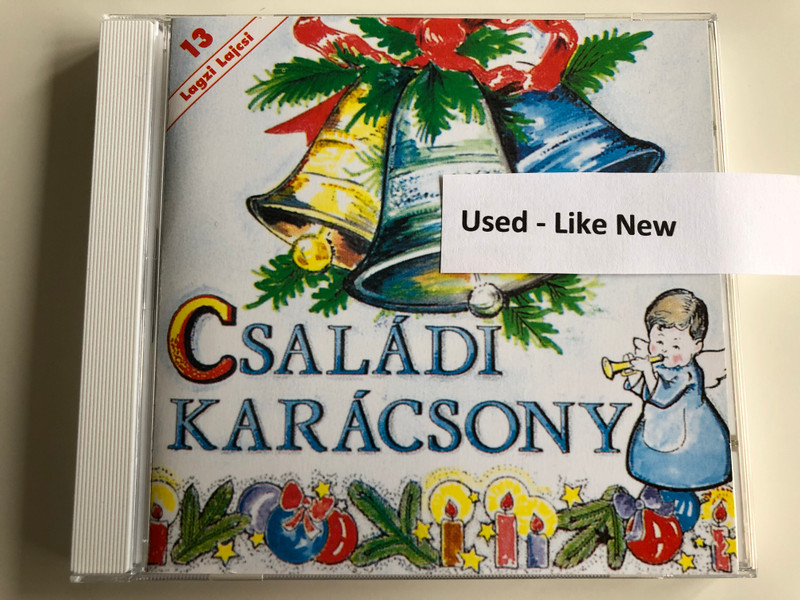 13
Lagzi Lajcsi
Used - Like New
CSALÁDI
KARÁCSONY